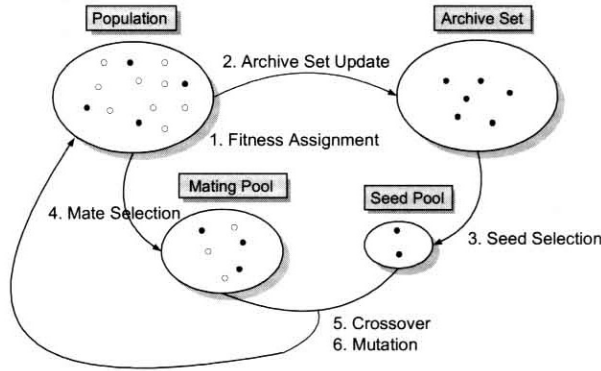 Population
Archive Set
2. Archive Set Update
1. Fitness Assignment
Mating Pool
Seed Pool
4. Mate Selection
3. Seed Selection
5. Crossover
6. Mutation